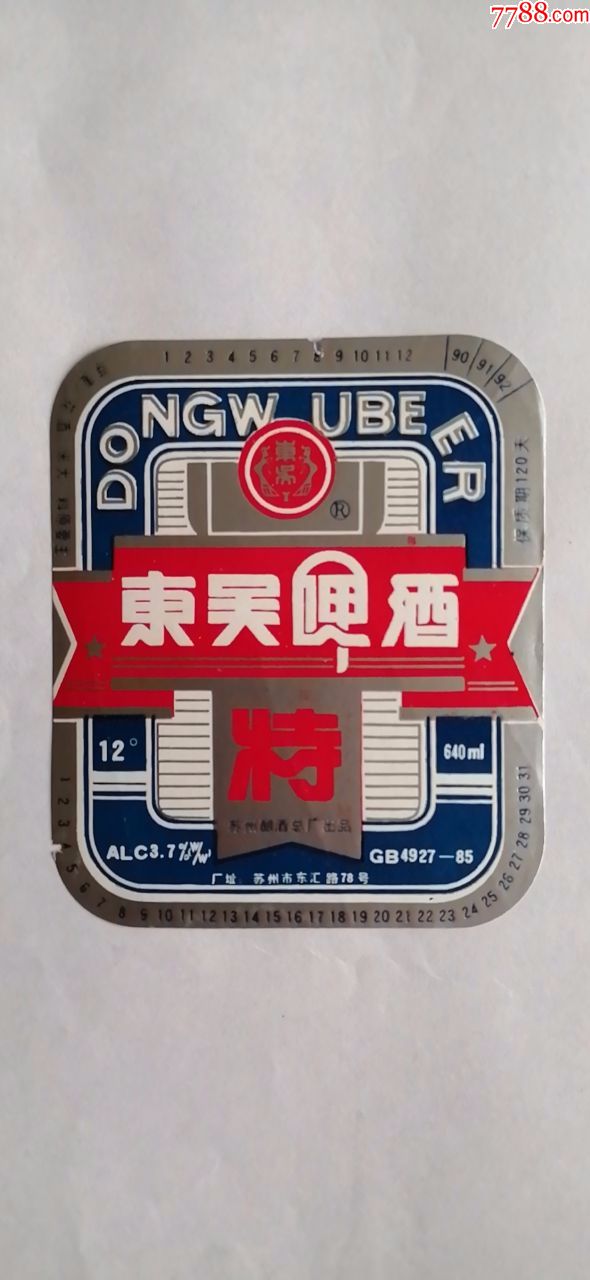 7788.com
1 2 3 4 5 6 7 8 9 10 11 12
90 91 92
DONGWUBEER
東吴
®
保质期120天
東吴啤酒
特
12°
640ml
苏州酿酒总厂出品
ALC3.7%W/W
GB4927-85
厂址: 苏州市东汇路78号
1 2 3 4 5 6 7 8 9 10 11 12 13 14 15 16 17 18 19 20 21 22 23 24 25 26 27 28 29 30 31